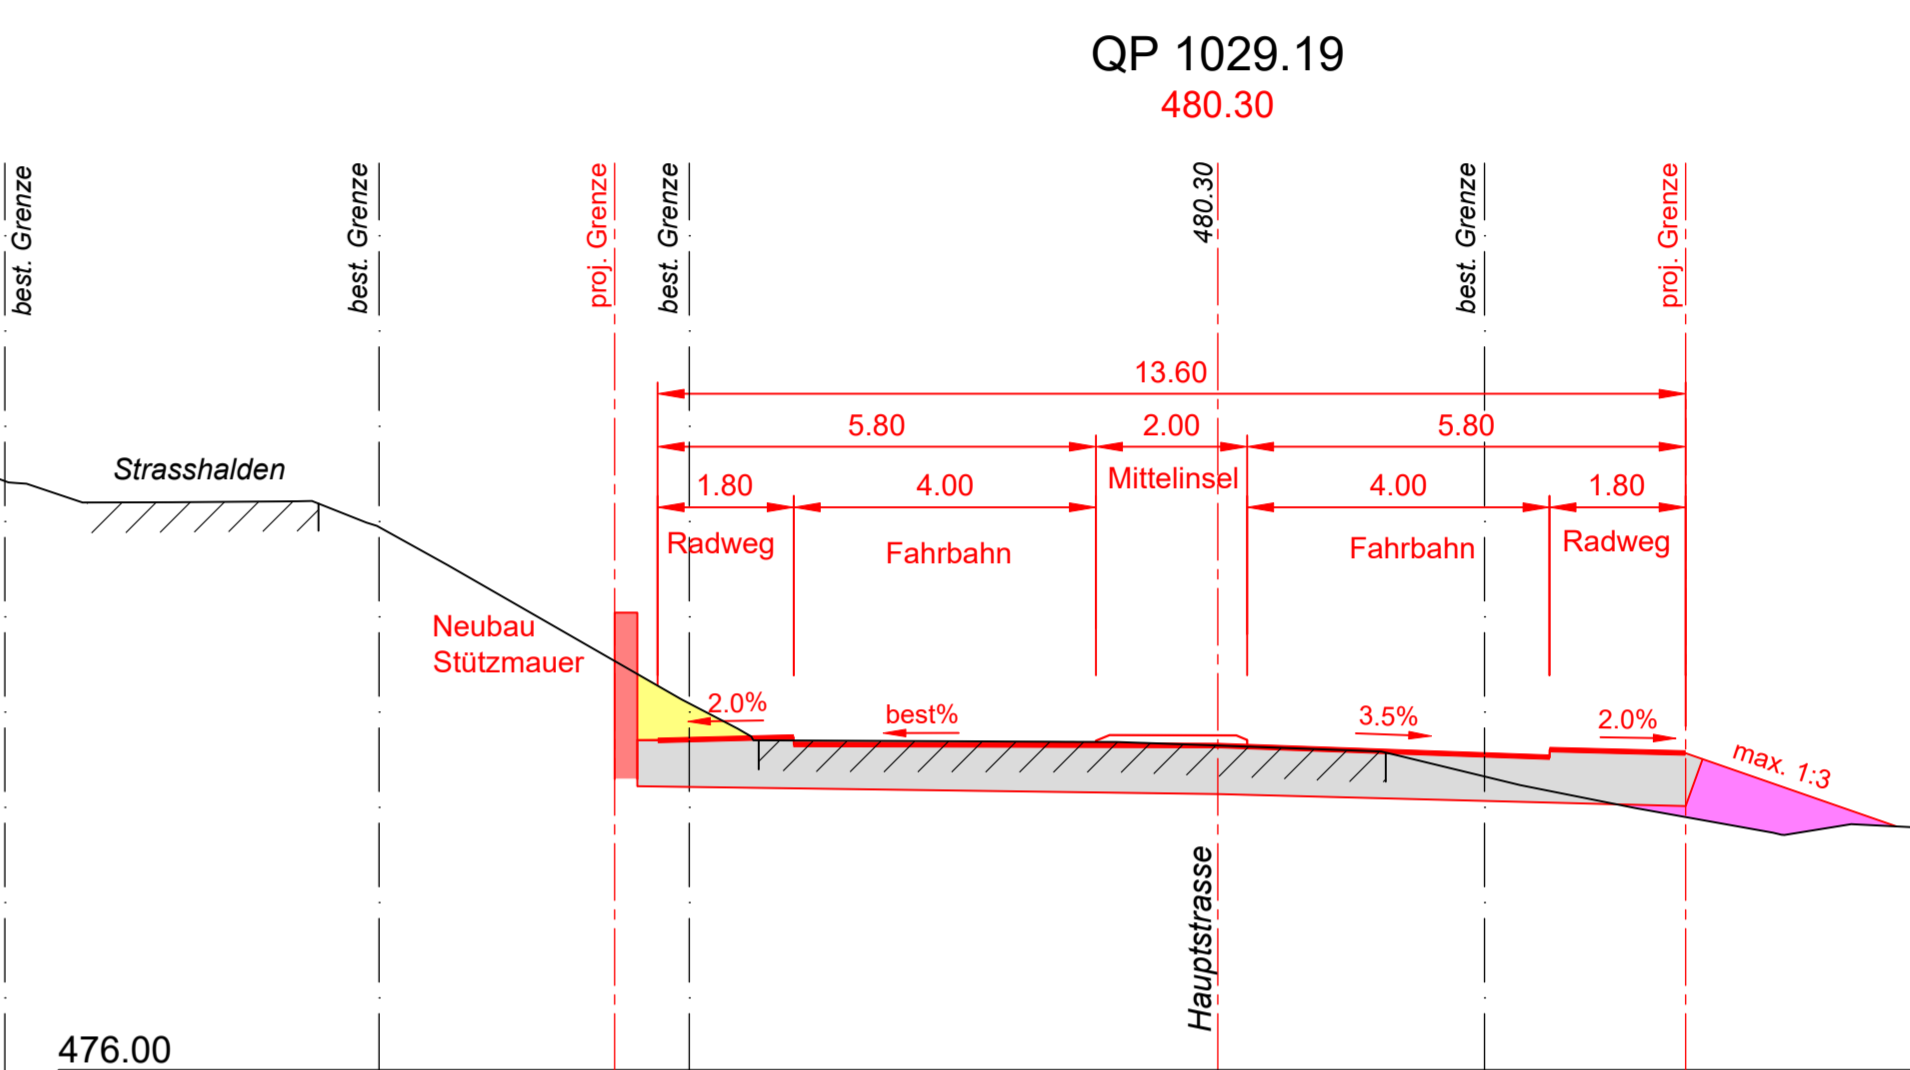 QP 1029.19
480.30
best. Grenze
best. Grenze
proj. Grenze
best. Grenze
480.30
best. Grenze
proj. Grenze
13.60
5.80
2.00
5.80
Strasshalden
1.80
4.00
Mittelinsel
4.00
1.80
Radweg
Fahrbahn
Fahrbahn
Radweg
Neubau
Stützmauer
2.0%
best%
3.5%
2.0%
max. 1:3
Hauptstrasse
476.00